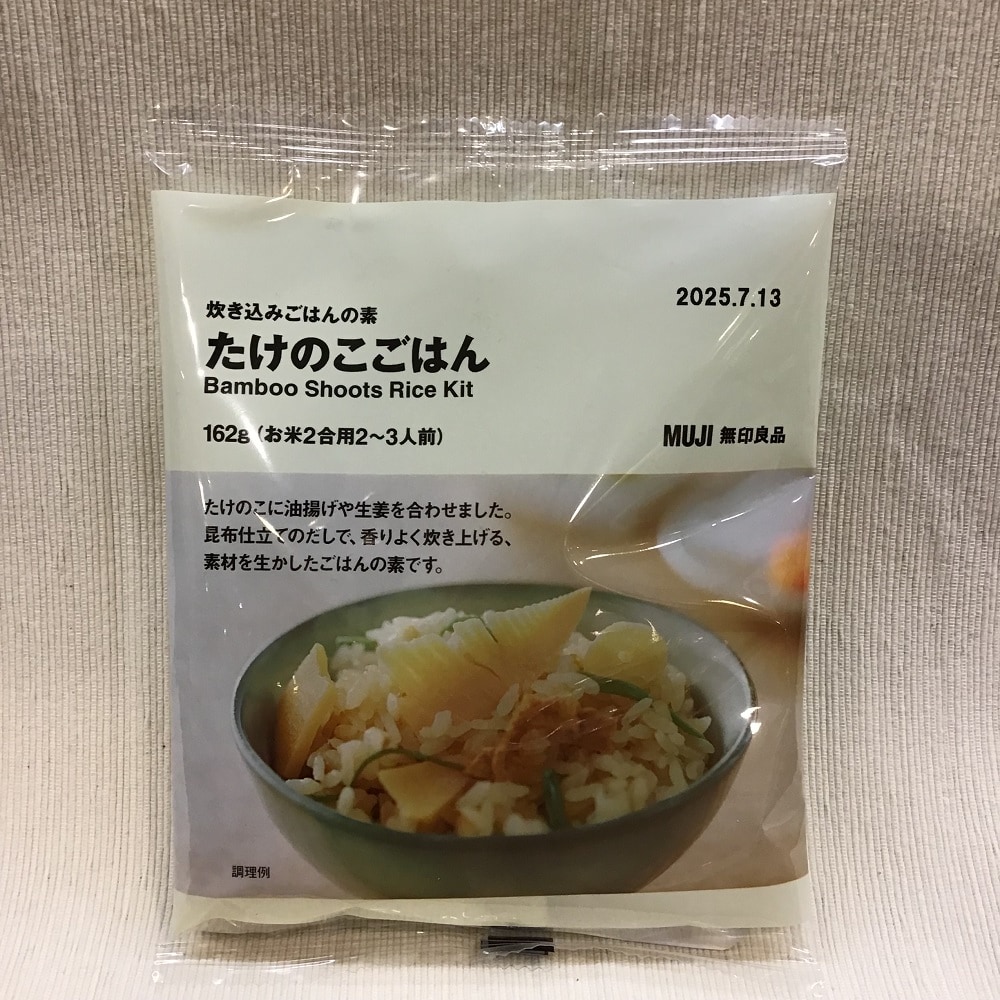 炊き込みごはんの素
2025.7.13
たけのこごはん
Bamboo Shoots Rice Kit
162g(お米2合用2〜3人前)
MUJI 無印良品
たけのこに油揚げや生姜を合わせました。
昆布仕立てのだしで、香りよく炊き上げる、
素材を生かしたごはんの素です。
調理例